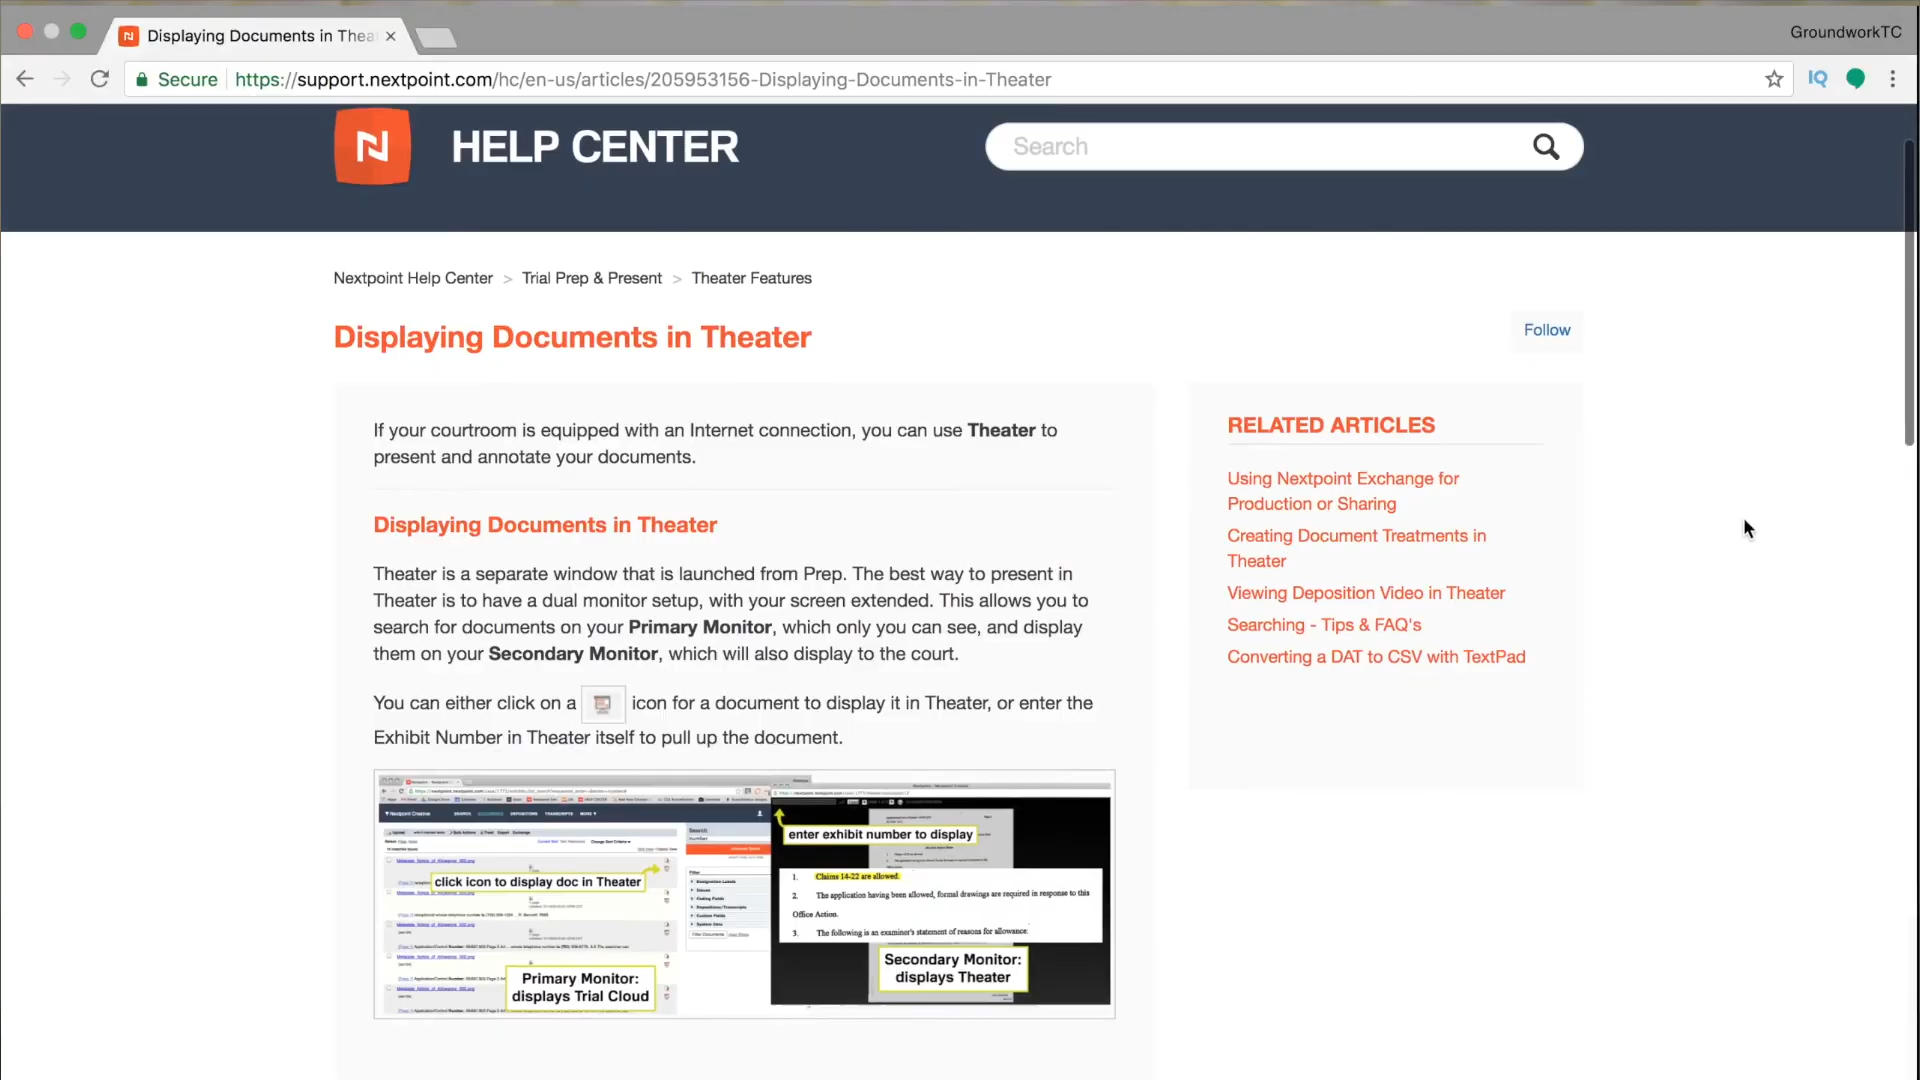 Displaying Documents in Thea
GroundworkTC
Secure https://support.nextpoint.com/hc/en-us/articles/205953156-Displaying-Documents-in-Theater
IQ
N HELP CENTER
Search
Nextpoint Help Center > Trial Prep & Present > Theater Features
Displaying Documents in Theater
Follow
If your courtroom is equipped with an Internet connection, you can use Theater to
present and annotate your documents.
Displaying Documents in Theater
Theater is a separate window that is launched from Prep. The best way to present in
Theater is to have a dual monitor setup, with your screen extended. This allows you to
search for documents on your Primary Monitor, which only you can see, and display
them on your Secondary Monitor, which will also display to the court.
You can either click on a icon for a document to display it in Theater, or enter the
Exhibit Number in Theater itself to pull up the document.
enter exhibit number to display
click icon to display doc in Theater
1. Claims 14-22 are allowed.
2. The application having been allowed, formal drawings are required in response to this
Office Action.
3. The following is an examiner's statement of reasons for allowance:
Primary Monitor:
displays Trial Cloud
Secondary Monitor:
displays Theater
RELATED ARTICLES
Using Nextpoint Exchange for
Production or Sharing
Creating Document Treatments in
Theater
Viewing Deposition Video in Theater
Searching - Tips & FAQ's
Converting a DAT to CSV with TextPad